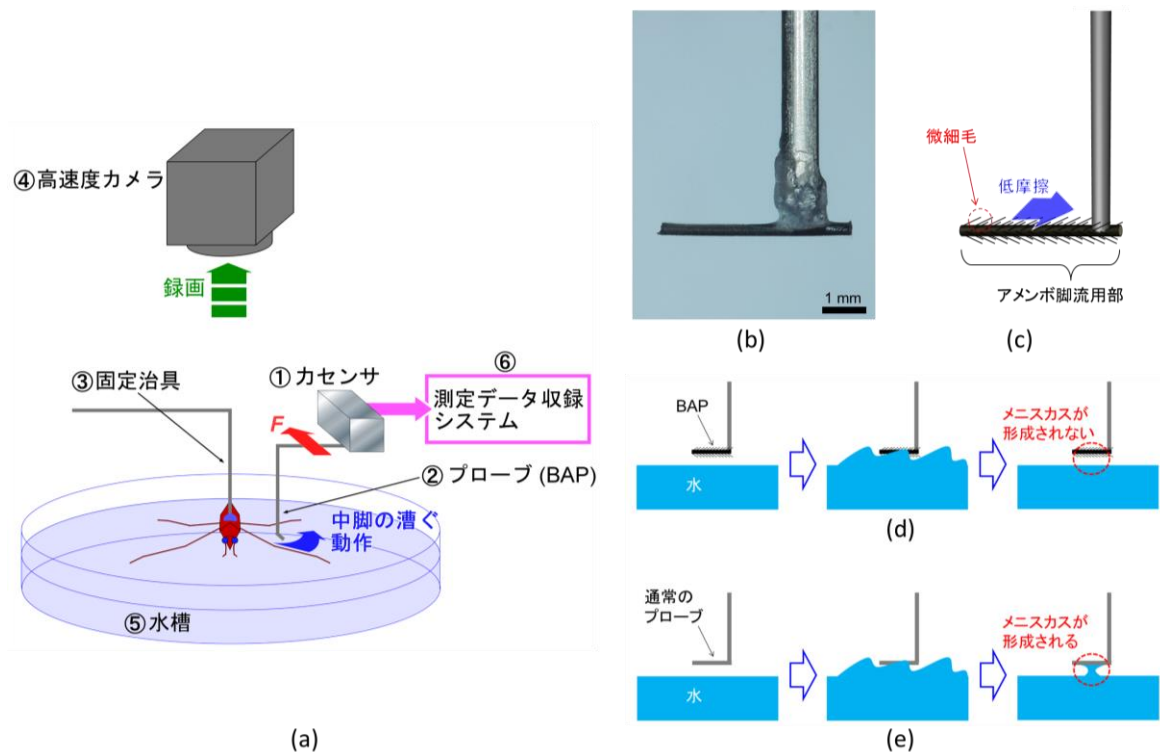 ④高速度カメラ
録画
③固定治具
①力センサ
⑥
測定データ収録
システム
F
②プローブ (BAP)
中脚の漕ぐ
動作
⑤水槽
(a)
1 mm
(b)
微細毛
低摩擦
アメンボ脚流用部
(c)
BAP
水
メニスカスが
形成されない
(d)
通常の
プローブ
水
メニスカスが
形成される
(e)